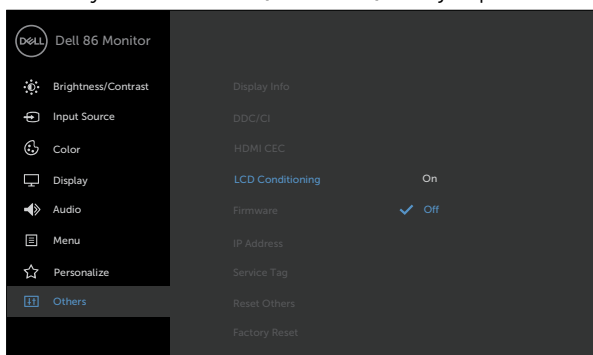 DELL
Dell 86 Monitor
Brightness/Contrast
Input Source
Color
Display
Audio
Menu
Personalize
Others
Display Info
DDC/CI
HDMI CEC
LCD Conditioning
On
Firmware
Off
IP Address
Service Tag
Reset Others
Factory Reset